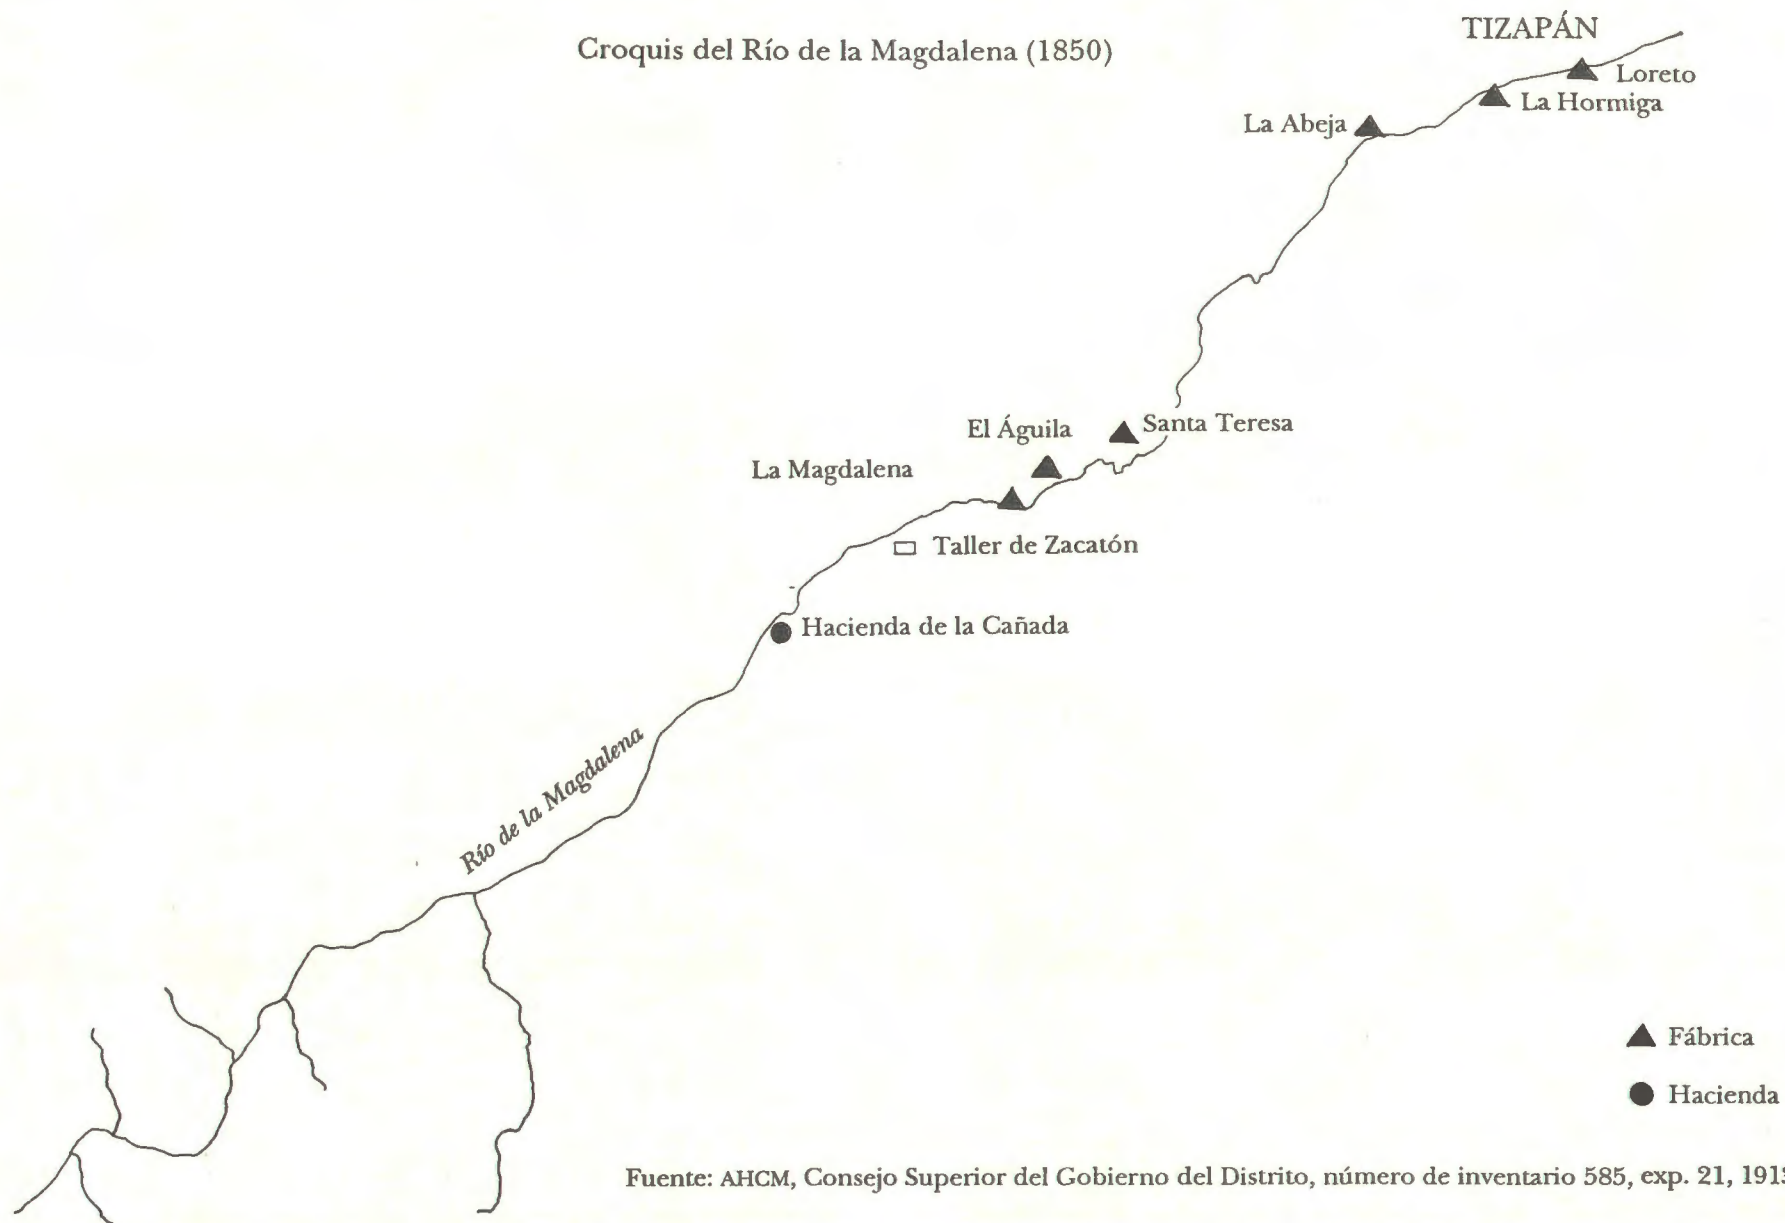 Croquis del Río de la Magdalena (1850)
TIZAPÁN
Loreto
La Hormiga
La Abeja
Santa Teresa
El Águila
La Magdalena
Taller de Zacatón
Hacienda de la Cañada
Río de la Magdalena
Fábrica
Hacienda
Fuente: AHCM, Consejo Superior del Gobierno del Distrito, número de inventario 585, exp. 21,